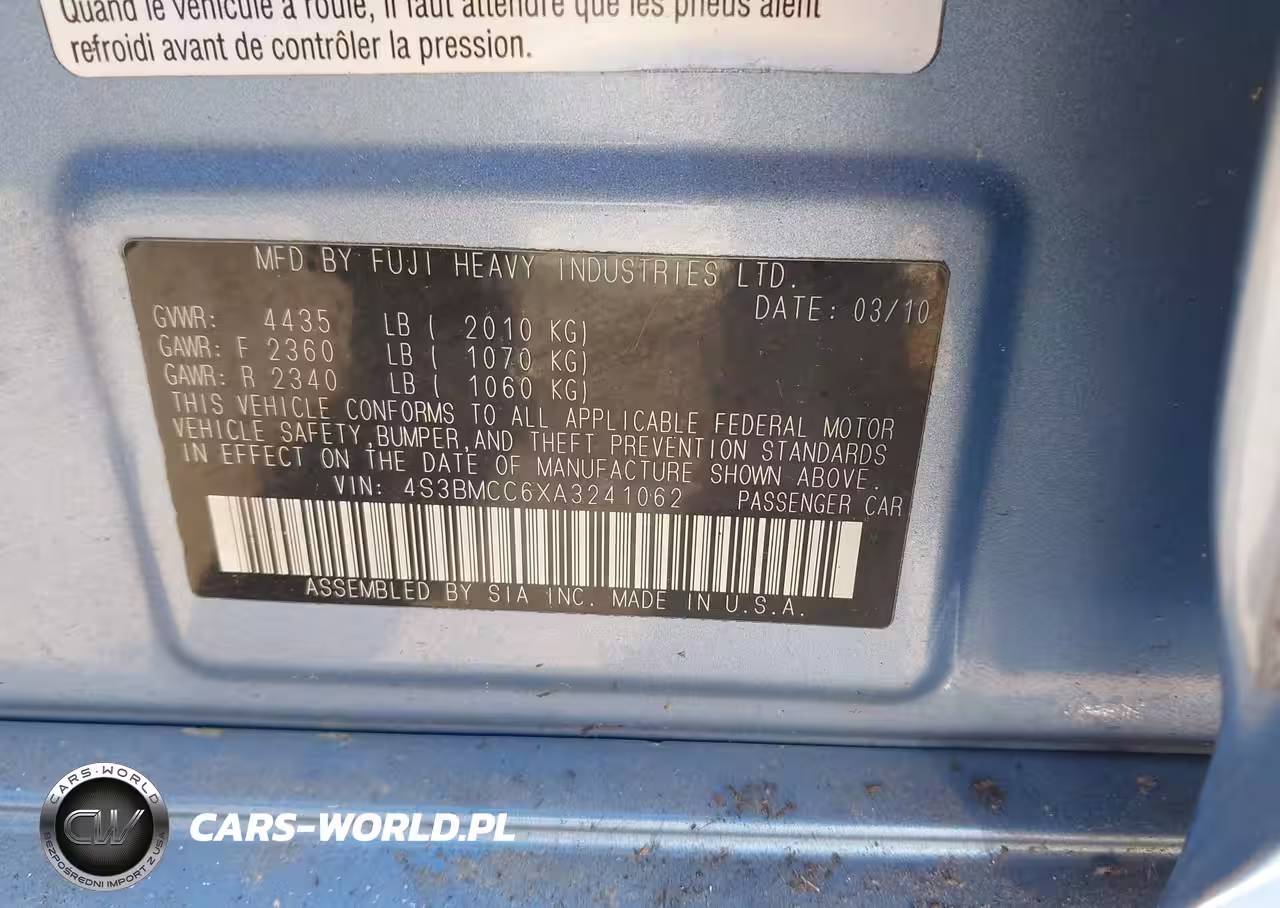 Quand le véhicule a roulé, il faut attendre que les pneus aient
refroidi avant de contrôler la pression.
MFD BY FUJI HEAVY INDUSTRIES LTD.
DATE: 03/10
GVWR: 4435 LB ( 2010 KG)
GAWR: F 2360 LB ( 1070 KG)
GAWR: R 2340 LB ( 1060 KG)
THIS VEHICLE CONFORMS TO ALL APPLICABLE FEDERAL MOTOR
VEHICLE SAFETY,BUMPER,AND THEFT PREVENTION STANDARDS
IN EFFECT ON THE DATE OF MANUFACTURE SHOWN ABOVE.
VIN: 4S3BMCC6XA3241062 PASSENGER CAR
ASSEMBLED BY SIA INC. MADE IN U.S.A.
CARS-WORLD
CW
BEZPOŚREDNI IMPORT Z USA
CARS-WORLD.PL